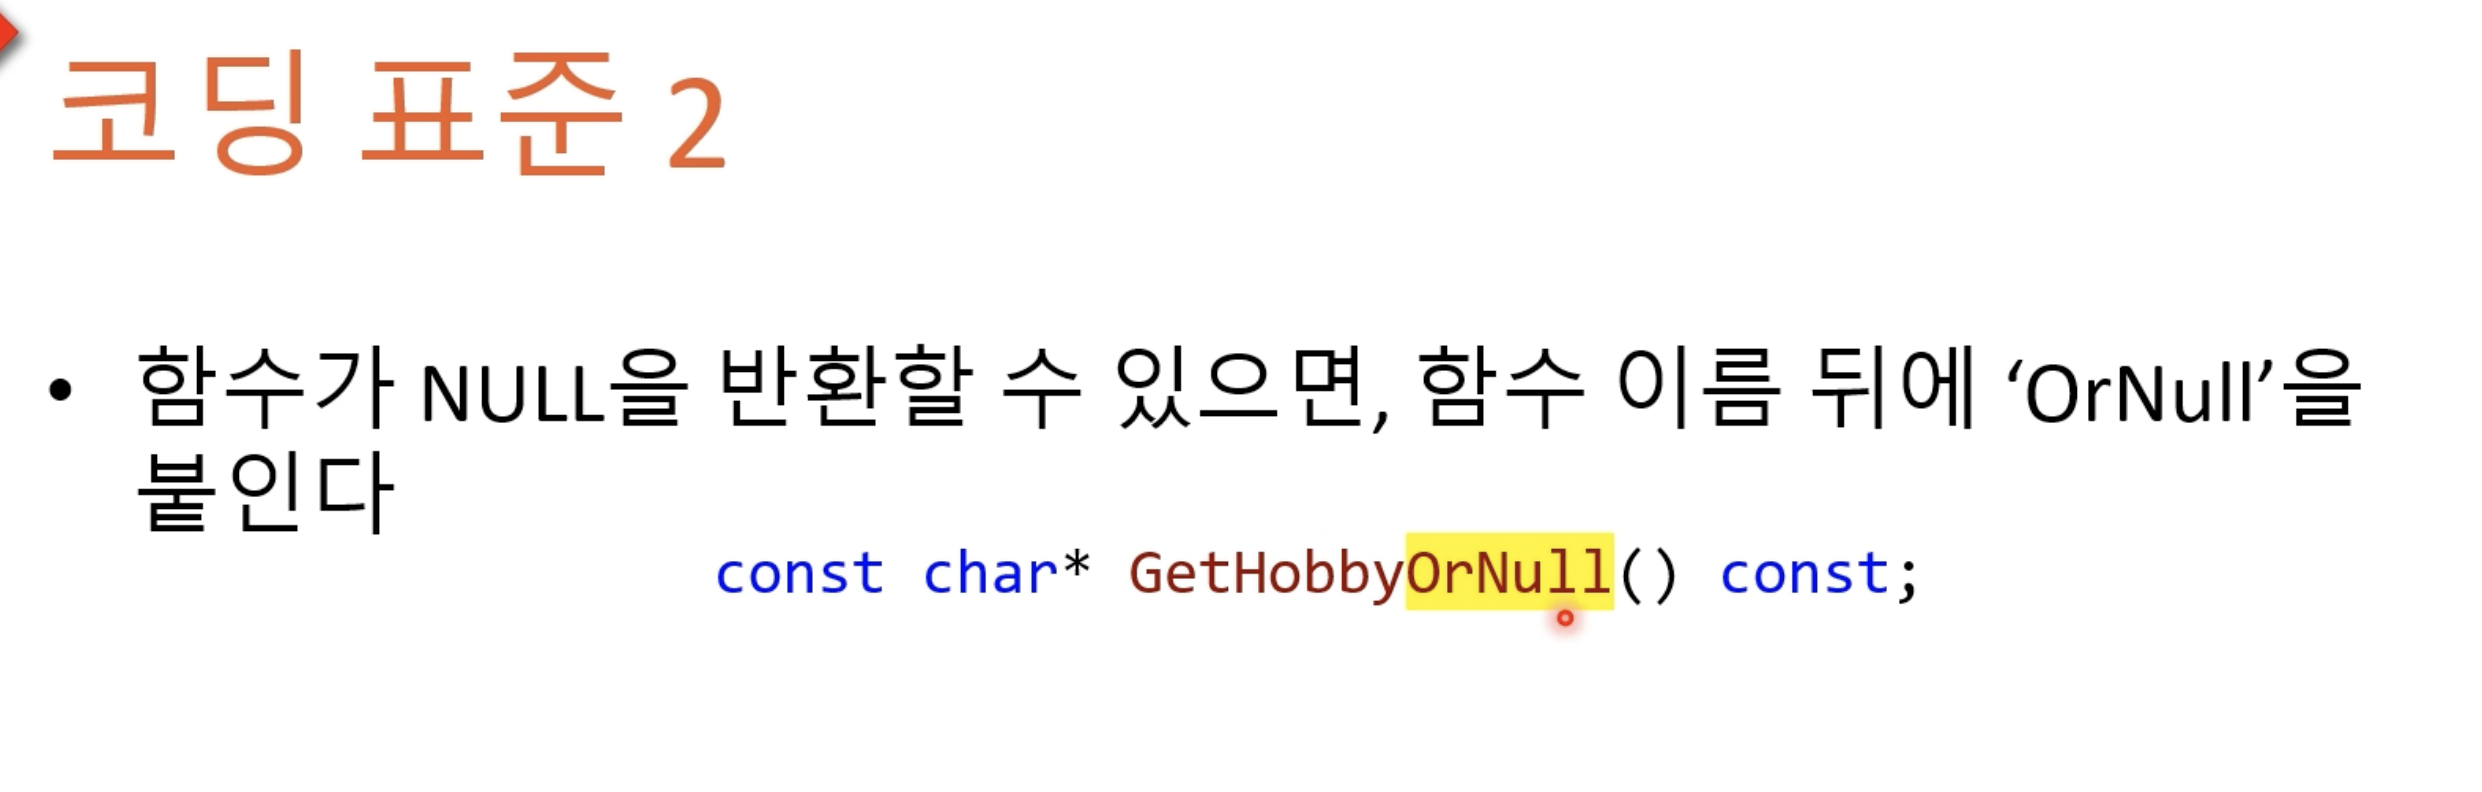 코딩 표준 2
• 함수가 NULL을 반환할 수 있으면, 함수 이름 뒤에 ‘OrNull’을
붙인다
const char* GetHobbyOrNull() const;